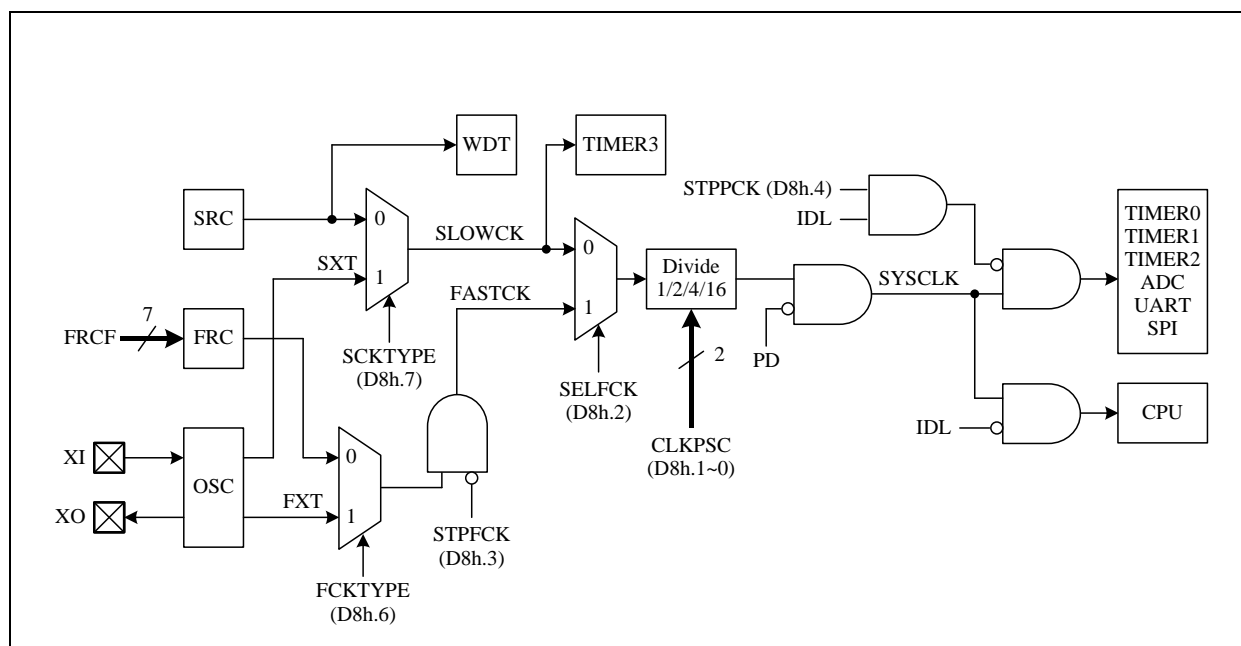 WDT
TIMER3
STPPCK (D8h.4)
IDL
SRC
0
1
SLOWCK
SXT
FASTCK
0
1
Divide
1/2/4/16
SYSCLK
TIMER0
TIMER1
TIMER2
ADC
UART
SPI
FRCF
7
FRC
SCKTYPE
(D8h.7)
SELFCK
(D8h.2)
2
PD
CLKPSC
(D8h.1~0)
IDL
CPU
XI
XO
OSC
FXT
0
1
STPFCK
(D8h.3)
FCKTYPE
(D8h.6)